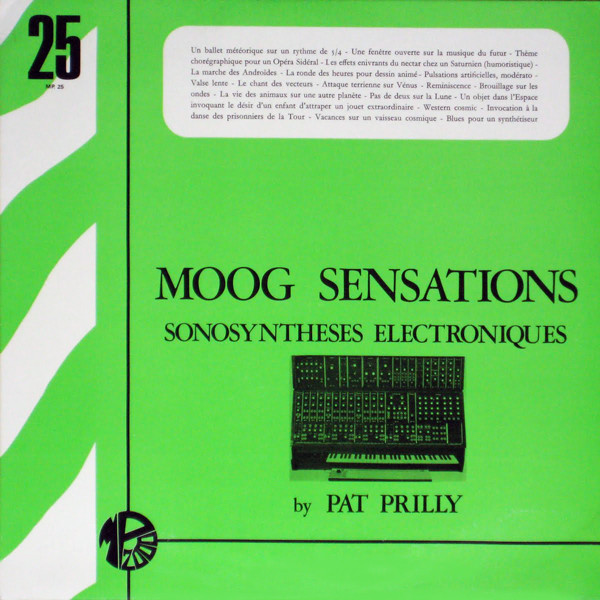 25
MP 25
Un ballet météotique sur un rythme de 5/4 - Une fenêtre ouverte sur la musique du futur - Thème
chorégraphique pour un Opéra Sidéral - Les effets enivrants du nectar chez un Saturnien (humoristique) -
La marche des Androïdes - La ronde des heures pour dessin animé - Pulsations artificielles, modérato -
Valse lente - Le chant des vecteurs - Attaque terrienne sur Vénus - Reminiscence - Brouillage sur les
ondes - La vie des animaux sur une autre planète - Pas de deux sur la Lune - Un objet dans l'Espace
invoquant le désir d'un enfant d'attraper un jouet extraordinaire - Western cosmic - Invocation à la
danse des prisonniers de la Tour - Vacances sur un vaisseau cosmique - Blues pour un synthétiseur
MOOG SENSATIONS
SONOSYNTHESES ELECTRONIQUES
by PAT PRILLY
MP 2000